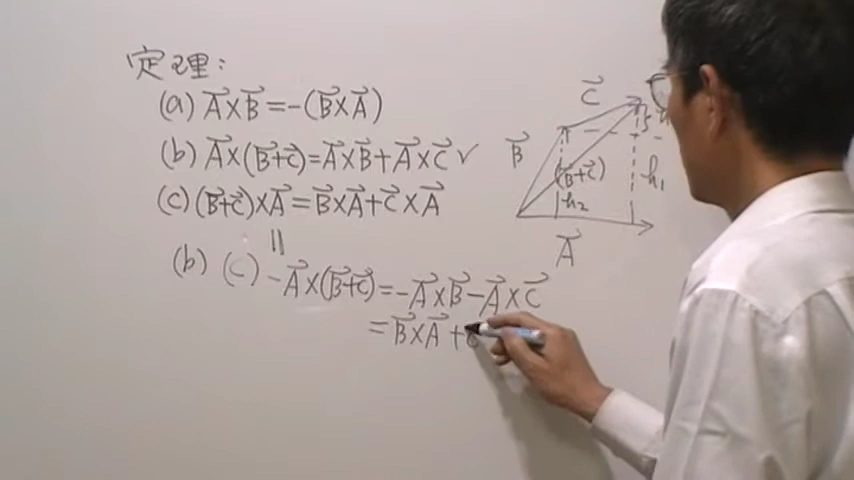 定理:
(a) A⃗×B⃗=-(B⃗×A⃗)
(b) A⃗×(B⃗+C⃗)=A⃗×B⃗+A⃗×C⃗ ✓
(c) (B⃗+C⃗)×A⃗=B⃗×A⃗+C⃗×A⃗
||
(b) (c) -A⃗×(B⃗+C⃗)=-A⃗×B⃗-A⃗×C⃗
=B⃗×A⃗+C
C⃗
B⃗
(B⃗+C⃗)
h₁
h₂
A⃗